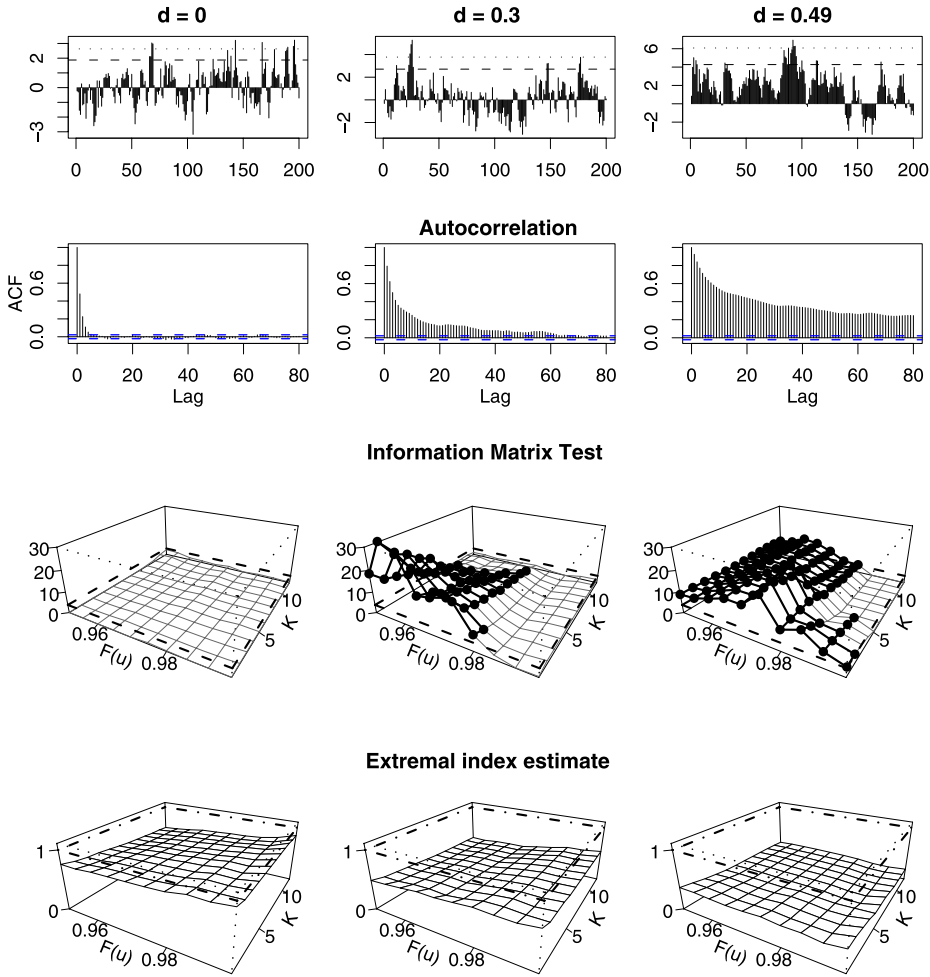 d = 0 d = 0.3 d = 0.49
2 0 −3
2 −2
6 2 −2
0 50 100 150 200 0 50 100 150 200 0 50 100 150 200
Autocorrelation
ACF
0.0 0.6 0.0 0.6 0.0 0.6
0 20 40 60 80 0 20 40 60 80 0 20 40 60 80
Lag Lag Lag
Information Matrix Test
30 20 10 0 0.96 F(u) 0.98 5 K 10
30 20 10 0 0.96 F(u) 0.98 5 K 10
30 20 10 0 0.96 F(u) 0.98 5 K 10
Extremal index estimate
1 0 0.96 F(u) 0.98 5 K 10
1 0 0.96 F(u) 0.98 5 K 10
1 0 0.96 F(u) 0.98 5 K 10